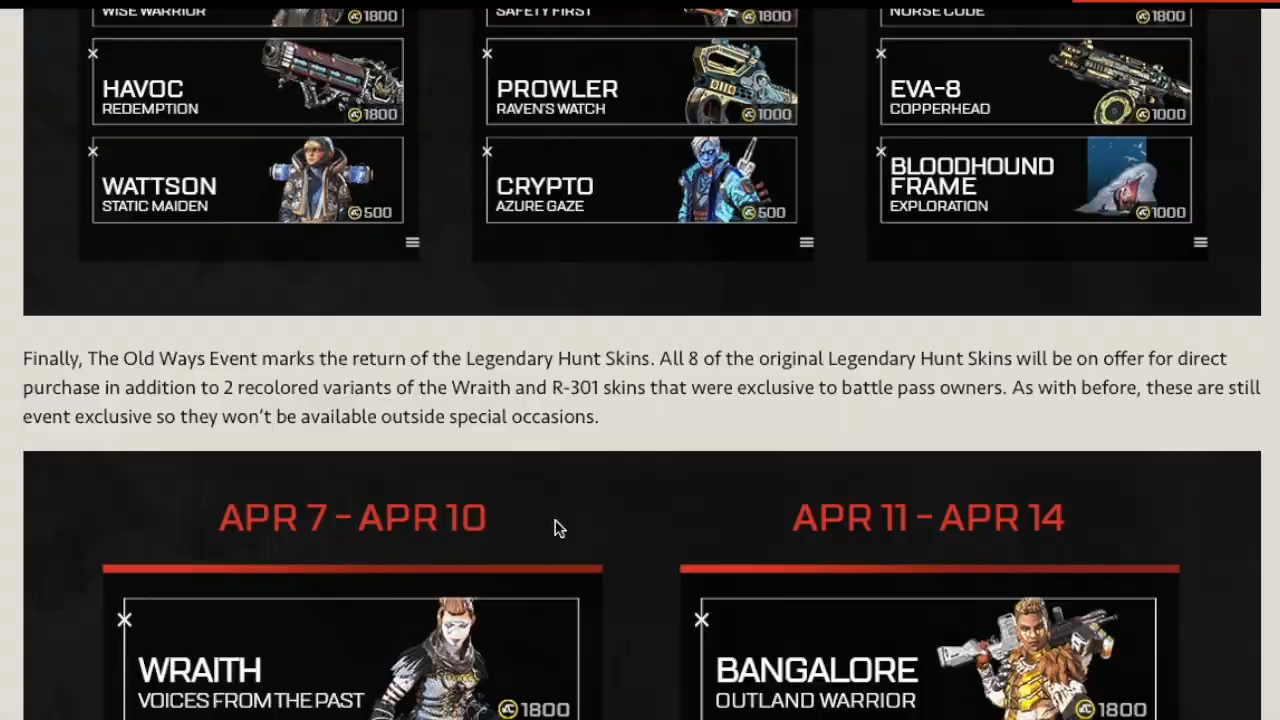 WISE WARRIOR
1800
SAFETY FIRST
1800
NORSE CODE
1800
HAVOC
REDEMPTION
1800
PROWLER
RAVEN'S WATCH
1000
EVA-8
COPPERHEAD
1000
WATTSON
STATIC MAIDEN
500
CRYPTO
AZURE GAZE
500
BLOODHOUND
FRAME
EXPLORATION
1000
Finally, The Old Ways Event marks the return of the Legendary Hunt Skins. All 8 of the original Legendary Hunt Skins will be on offer for direct
purchase in addition to 2 recolored variants of the Wraith and R-301 skins that were exclusive to battle pass owners. As with before, these are still
event exclusive so they won't be available outside special occasions.
APR 7 – APR 10
APR 11 – APR 14
WRAITH
VOICES FROM THE PAST
1800
BANGALORE
OUTLAND WARRIOR
1800